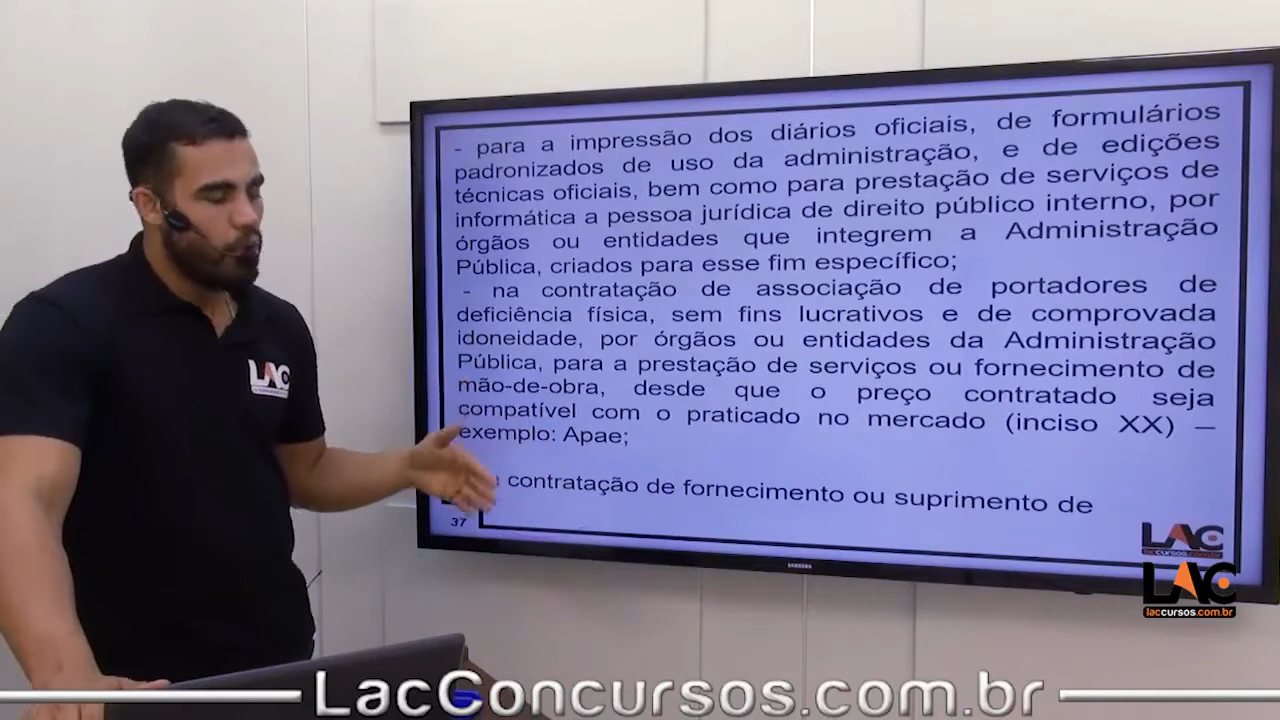 - para a impressão dos diários oficiais, de formulários
padronizados de uso da administração, e de edições
técnicas oficiais, bem como para prestação de serviços de
informática a pessoa jurídica de direito público interno, por
órgãos ou entidades que integrem a Administração
Pública, criados para esse fim específico;
- na contratação de associação de portadores de
deficiência física, sem fins lucrativos e de comprovada
idoneidade, por órgãos ou entidades da Administração
Pública, para a prestação de serviços ou fornecimento de
mão-de-obra, desde que o preço contratado seja
compatível com o praticado no mercado (inciso XX) –
exemplo: Apae;
contratação de fornecimento ou suprimento de
37
LAC
laccursos.com.br
SAMSUNG
LAC
laccursos.com.br
LAC
LacConcursos.com.br